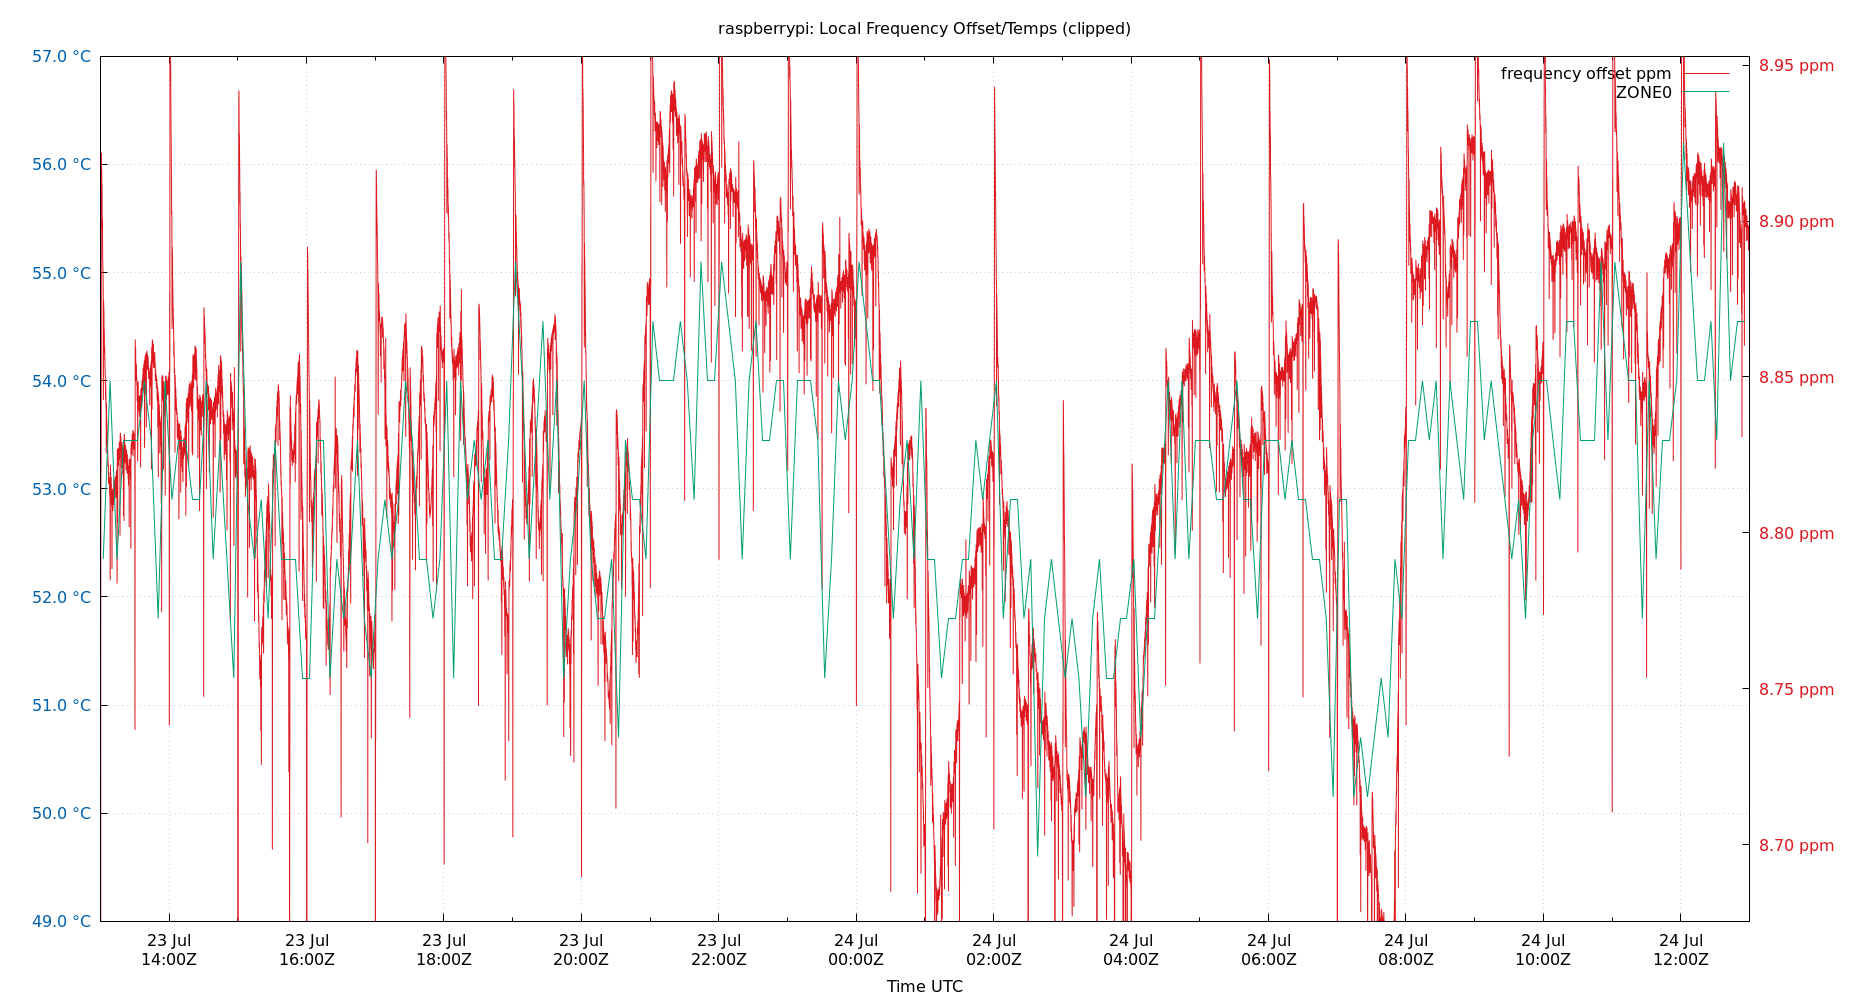 raspberrypi: Local Frequency Offset/Temps (clipped)
57.0 °C
56.0 °C
55.0 °C
54.0 °C
53.0 °C
52.0 °C
51.0 °C
50.0 °C
49.0 °C
frequency offset ppm
ZONE0
8.95 ppm
8.90 ppm
8.85 ppm
8.80 ppm
8.75 ppm
8.70 ppm
23 Jul 23 Jul 23 Jul 23 Jul 23 Jul 24 Jul 24 Jul 24 Jul 24 Jul 24 Jul 24 Jul 24 Jul
14:00Z 16:00Z 18:00Z 20:00Z 22:00Z 00:00Z 02:00Z 04:00Z 06:00Z 08:00Z 10:00Z 12:00Z
Time UTC